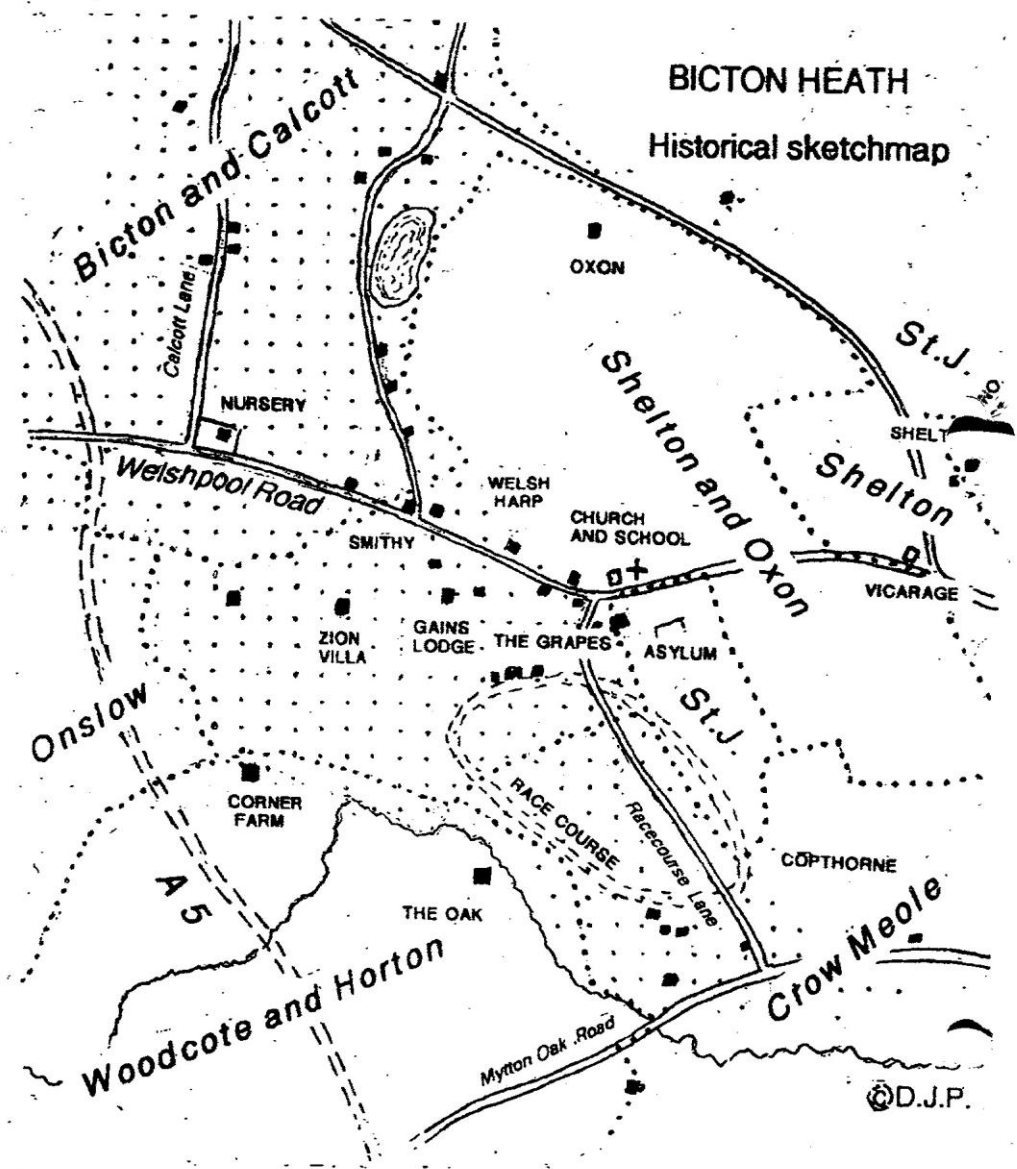 BICTON HEATH
Historical sketchmap
Bicton and Calcott
OXON
Calcott Lane
St.J.
NURSERY
Shelton and Oxon
SHELT
ON
Shelton
Welshpool Road
WELSH
HARP
SMITHY
CHURCH
AND SCHOOL
VICARAGE
ZION
VILLA
GAINS
LODGE
THE GRAPES
ASYLUM
Onslow
St.J.
CORNER
FARM
RACE COURSE
Racecourse Lane
COPTHORNE
A 5
THE OAK
Woodcote and Horton
Crow Meole
Mytton Oak Road
©D.J.P.